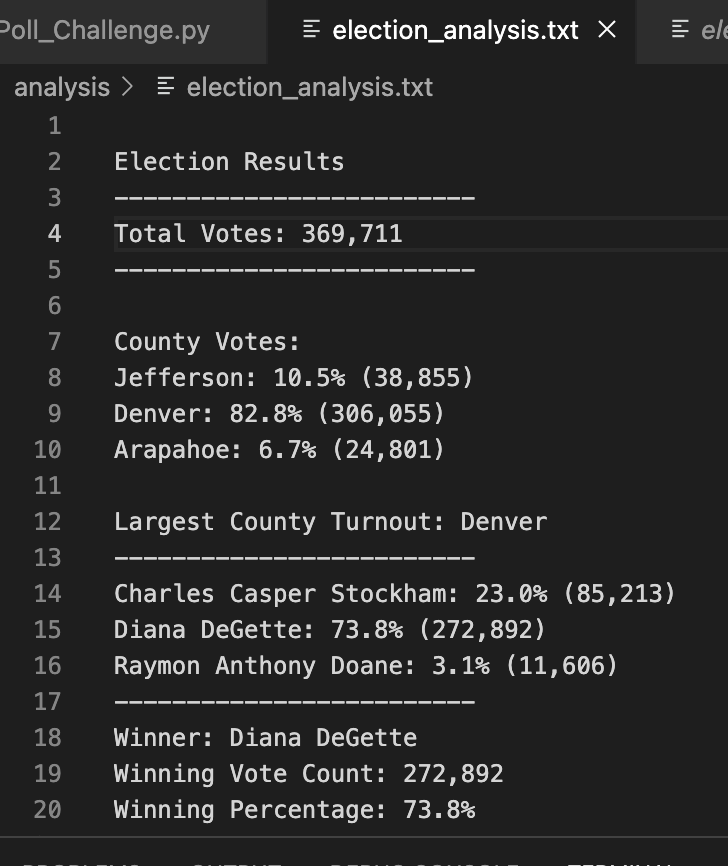 Poll_Challenge.py election_analysis.txt
analysis > election_analysis.txt
1
2 Election Results
3 -------------------------
4 Total Votes: 369,711
5 -------------------------
6
7 County Votes:
8 Jefferson: 10.5% (38,855)
9 Denver: 82.8% (306,055)
10 Arapahoe: 6.7% (24,801)
11
12 Largest County Turnout: Denver
13 -------------------------
14 Charles Casper Stockham: 23.0% (85,213)
15 Diana DeGette: 73.8% (272,892)
16 Raymon Anthony Doane: 3.1% (11,606)
17 -------------------------
18 Winner: Diana DeGette
19 Winning Vote Count: 272,892
20 Winning Percentage: 73.8%